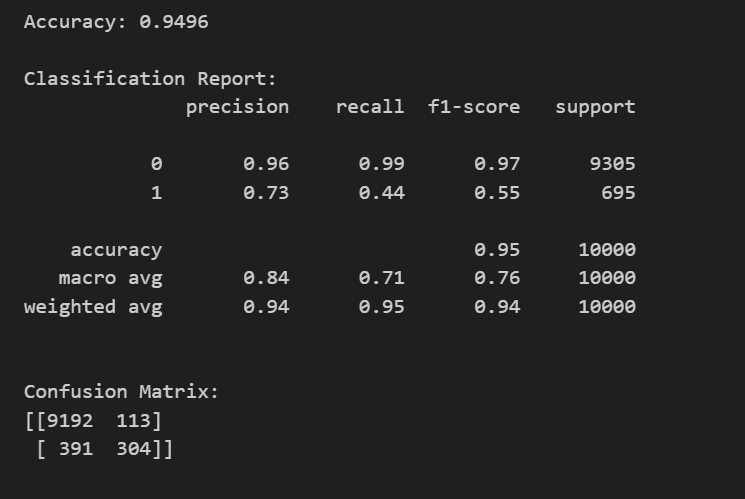 Accuracy: 0.9496
Classification Report:
precision recall f1-score support
0 0.96 0.99 0.97 9305
1 0.73 0.44 0.55 695
accuracy 0.95 10000
macro avg 0.84 0.71 0.76 10000
weighted avg 0.94 0.95 0.94 10000
Confusion Matrix:
[[9192 113]
[ 391 304]]